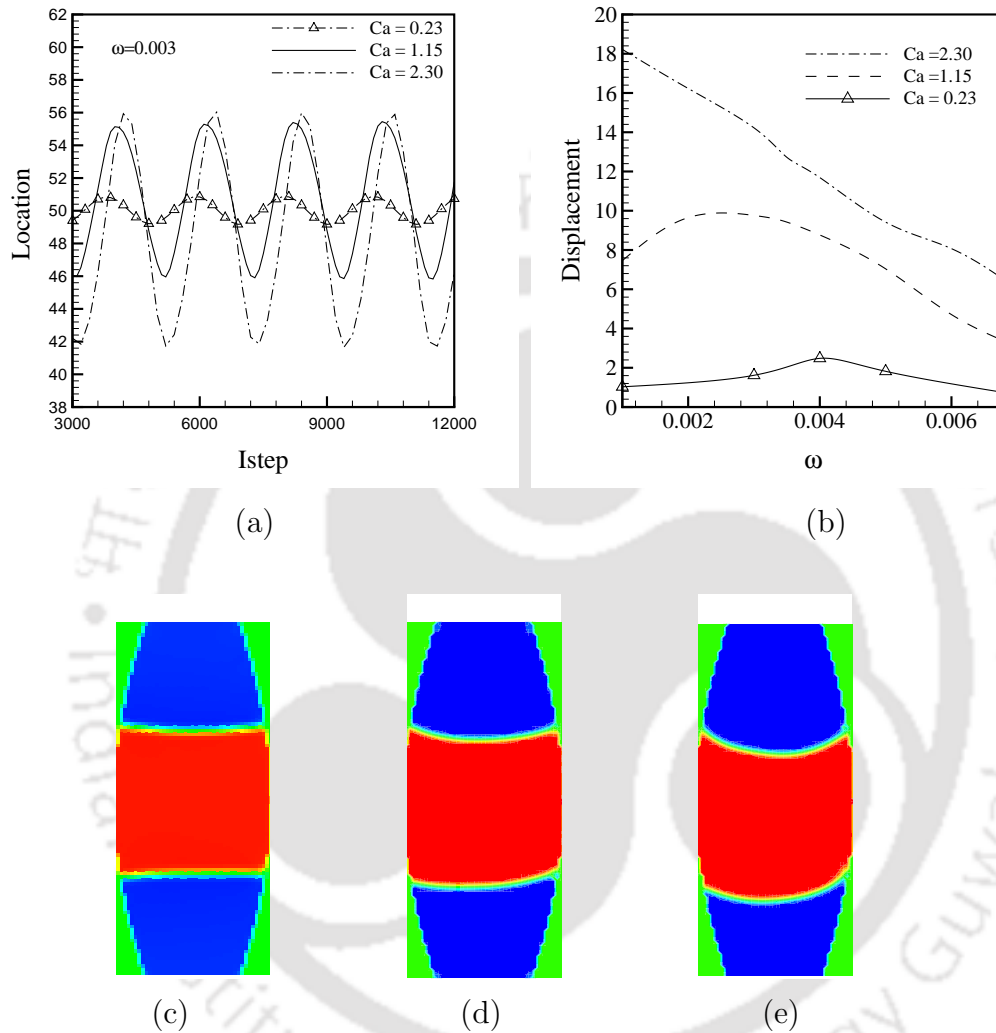 62
60
58
56
54
52
50
48
46
44
42
40
38
Location
ω=0.003
Ca = 0.23
Ca = 1.15
Ca = 2.30
3000
6000
9000
12000
Istep
(a)
20
18
16
14
12
10
8
6
4
2
0
Displacement
Ca =2.30
Ca =1.15
Ca = 0.23
0.002
0.004
0.006
ω
(b)
(c)
(d)
(e)